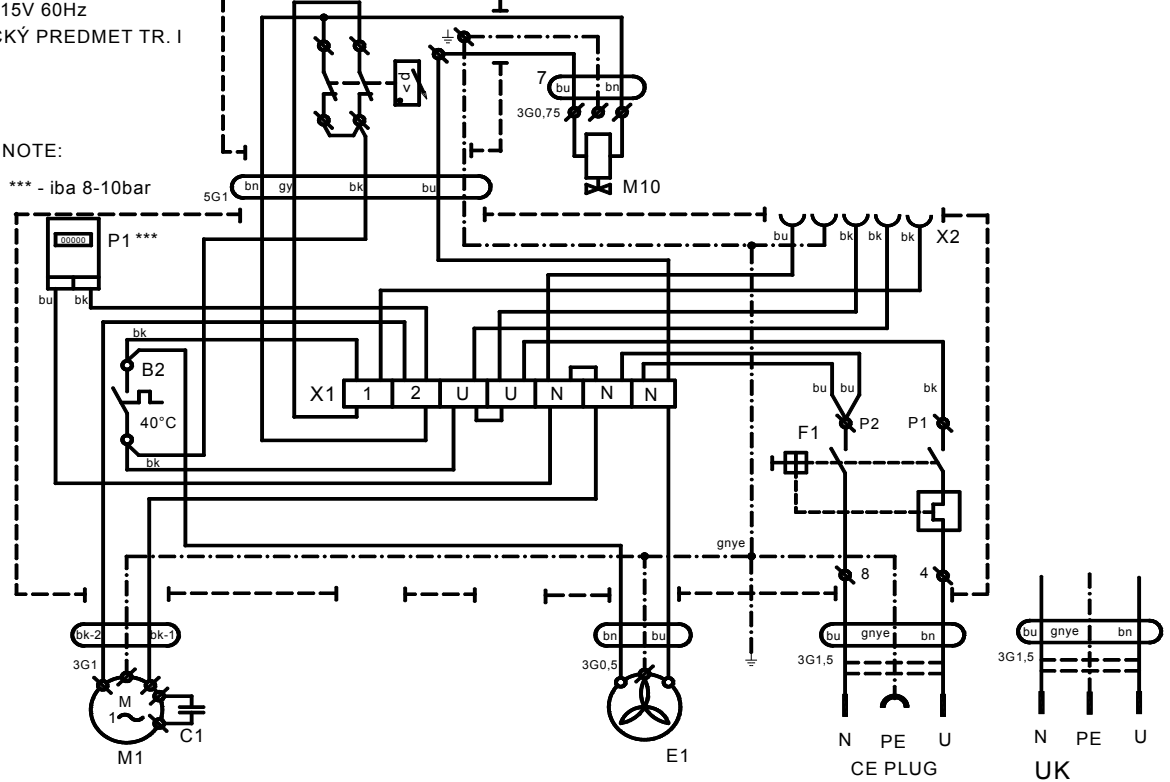 15V 60Hz
CKÝ PREDMET TR. I
NOTE:
*** - iba 8-10bar
p
<
7
bu
bn
3G0,75
M10
5G1
bn
gy
bk
bu
00000
P1 ***
bu
bk
bu
bk
bk
bk
X2
bk
B2
40°C
bk
X1
1
2
U
U
N
N
N
bu
bu
bk
P2
P1
F1
gnye
8
4
bk-2
bk-1
3G1
M
1
C1
M1
bn
bu
3G0,5
E1
bu
gnye
bn
3G1,5
N
PE
U
CE PLUG
bu
gnye
bn
3G1,5
N
PE
U
UK